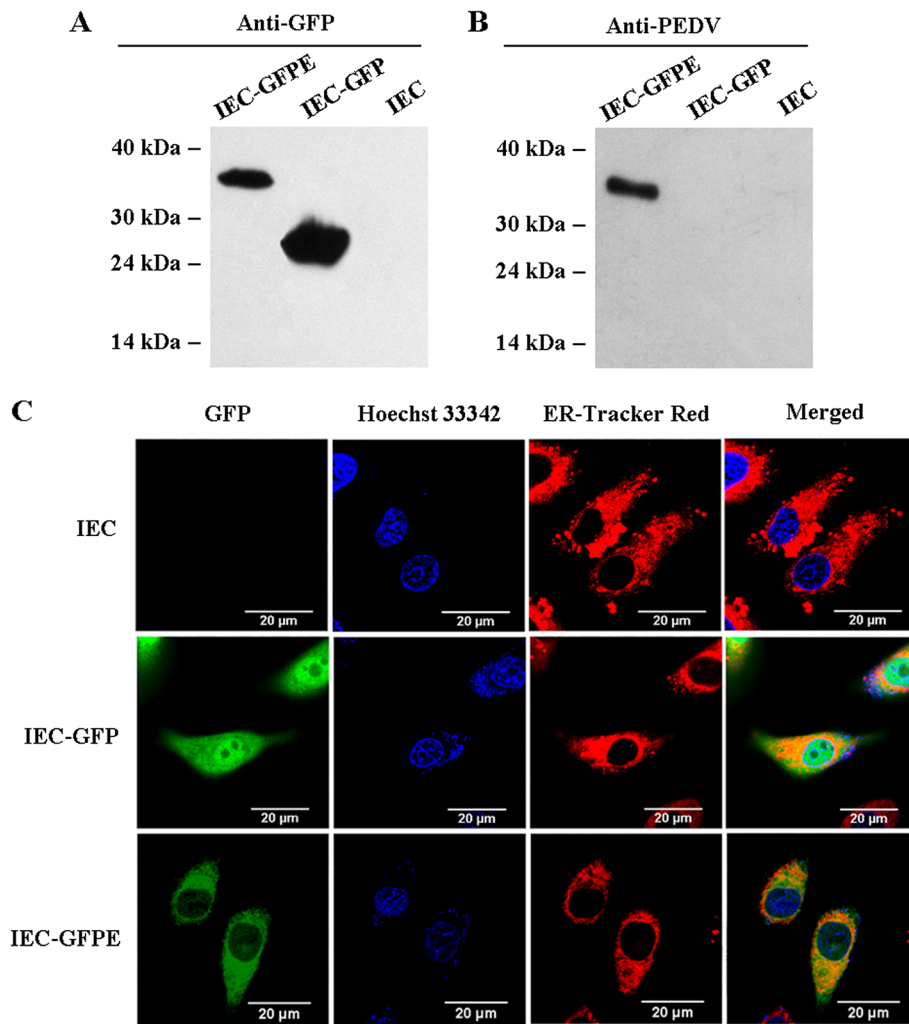 A
Anti-GFP
IEC-GFPE
IEC-GFP
IEC
40 kDa –
30 kDa –
24 kDa –
14 kDa –
B
Anti-PEDV
IEC-GFPE
IEC-GFP
IEC
40 kDa –
30 kDa –
24 kDa –
14 kDa –
C
GFP
Hoechst 33342
ER-Tracker Red
Merged
IEC
20 µm
20 µm
20 µm
20 µm
IEC-GFP
20 µm
20 µm
20 µm
20 µm
IEC-GFPE
20 µm
20 µm
20 µm
20 µm